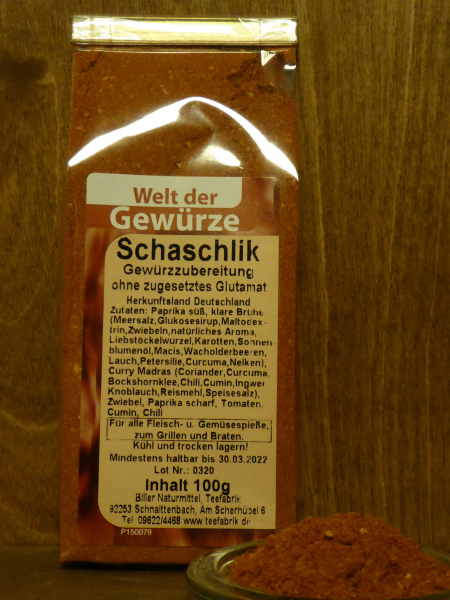 Welt der
Gewürze
Schaschlik
Gewürzzubereitung
ohne zugesetztes Glutamat
Herkunftsland Deutschland
Zutaten: Paprika süß, klare Brühe
(Meersalz,Glukosesirup,Maltodex-
trin,Zwiebeln,natürliches Aroma,
Liebstöckelwurzel,Karotten,Sonnen-
blumenöl,Macis,Wacholderbeeren,
Lauch,Petersilie,Curcuma,Nelken),
Curry Madras (Coriander,Curcuma,
Bockshornklee,Chili,Cumin,Ingwer
Knoblauch,Reismehl,Speisesalz),
Zwiebel, Paprika scharf, Tomaten,
Cumin, Chili
Für alle Fleisch- u. Gemüsespieße,
zum Grillen und Braten.
Kühl und trocken lagern!
Mindestens haltbar bis 30.03.2022
Lot Nr.: 0320
Inhalt 100g
Biller Naturmittel, Teefabrik
92253 Schnaittenbach, Am Scherhübel 6
Tel 09622/4468 www.teefabrik.de
P150079